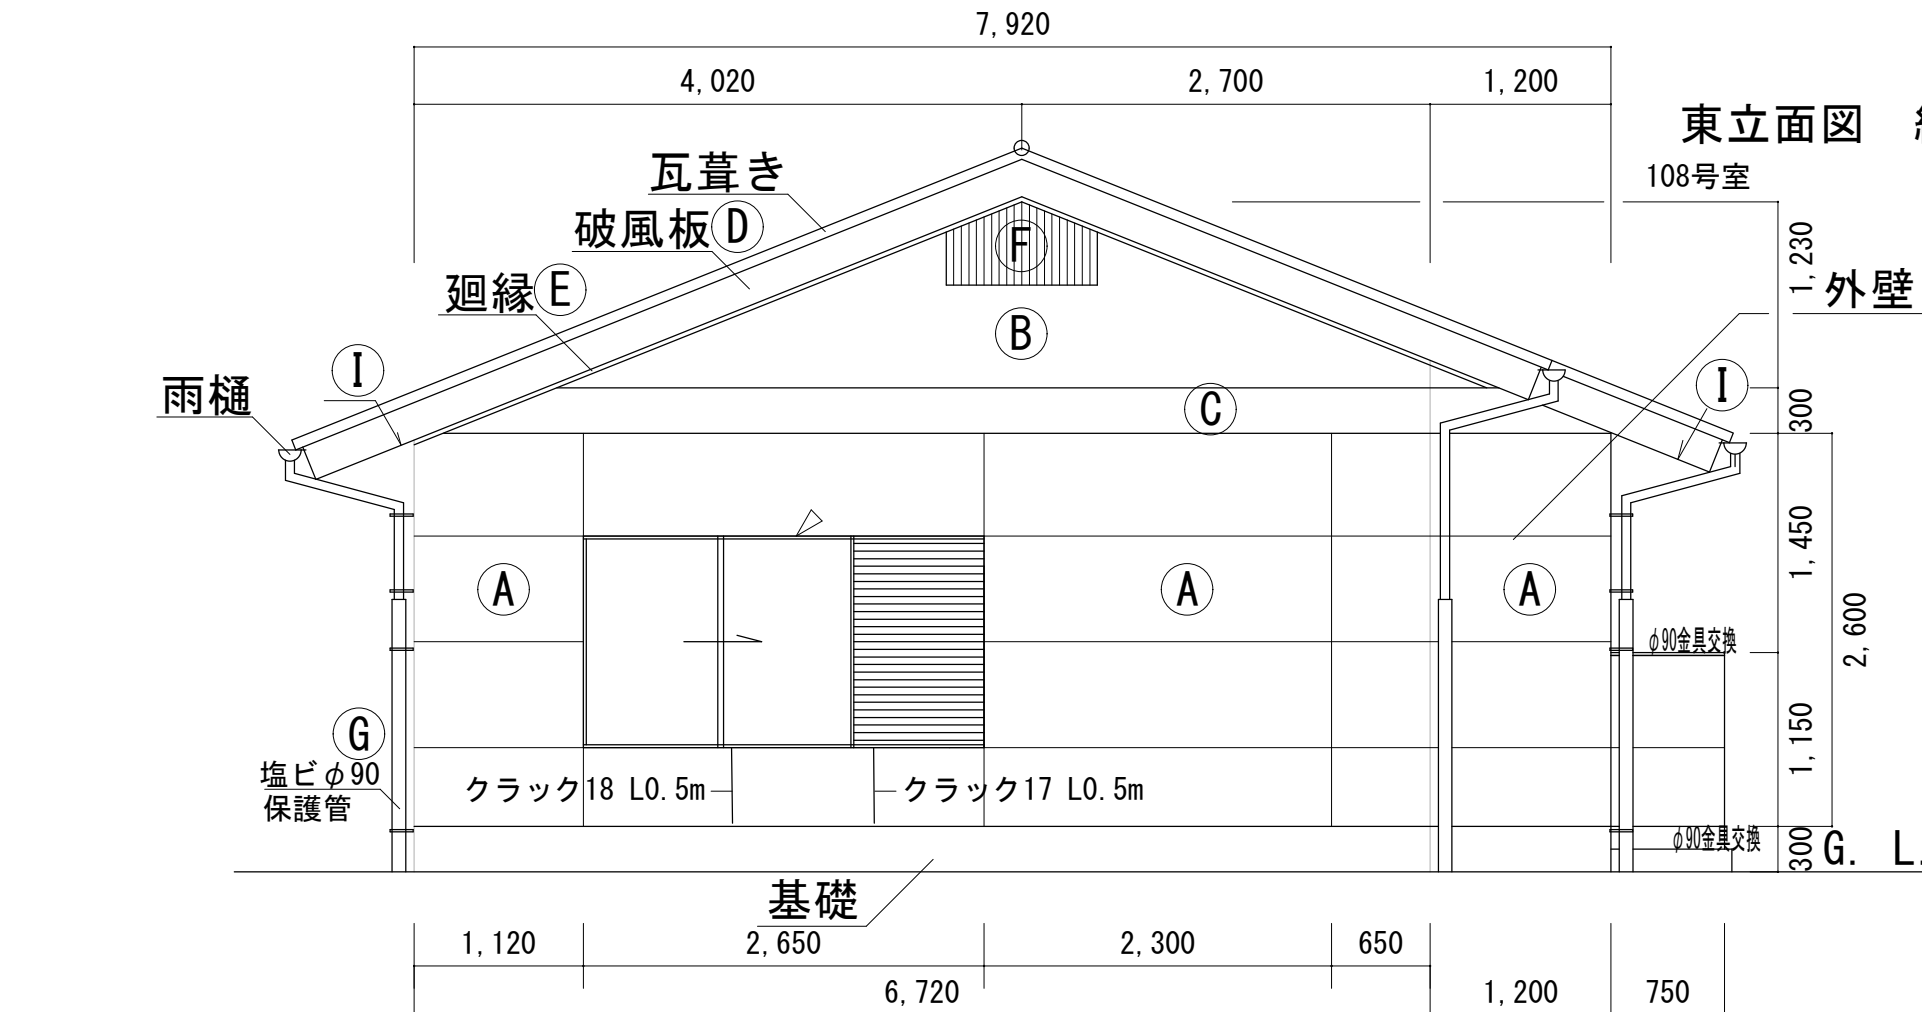 7,920
4,020
2,700
1,200
東立面図
108号室
瓦葺き
破風板 D
F
1,230
廻縁 E
外壁
B
I
I
雨樋
C
300
1,450
A
A
A
2,600
φ90金具交換
G
1,150
塩ビφ90
保護管
クラック18 L0.5m
クラック17 L0.5m
φ90金具交換
300
G. L.
基礎
1,120
2,650
2,300
650
6,720
1,200
750